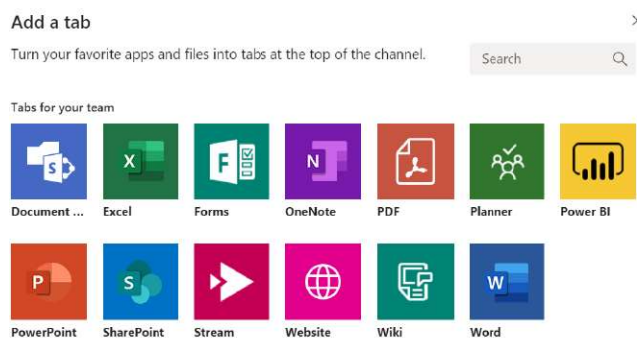 Add a tab
Turn your favorite apps and files into tabs at the top of the channel.
Search
Tabs for your team
S X F N
Document ... Excel Forms OneNote PDF Planner Power BI
P S W
PowerPoint SharePoint Stream Website Wiki Word